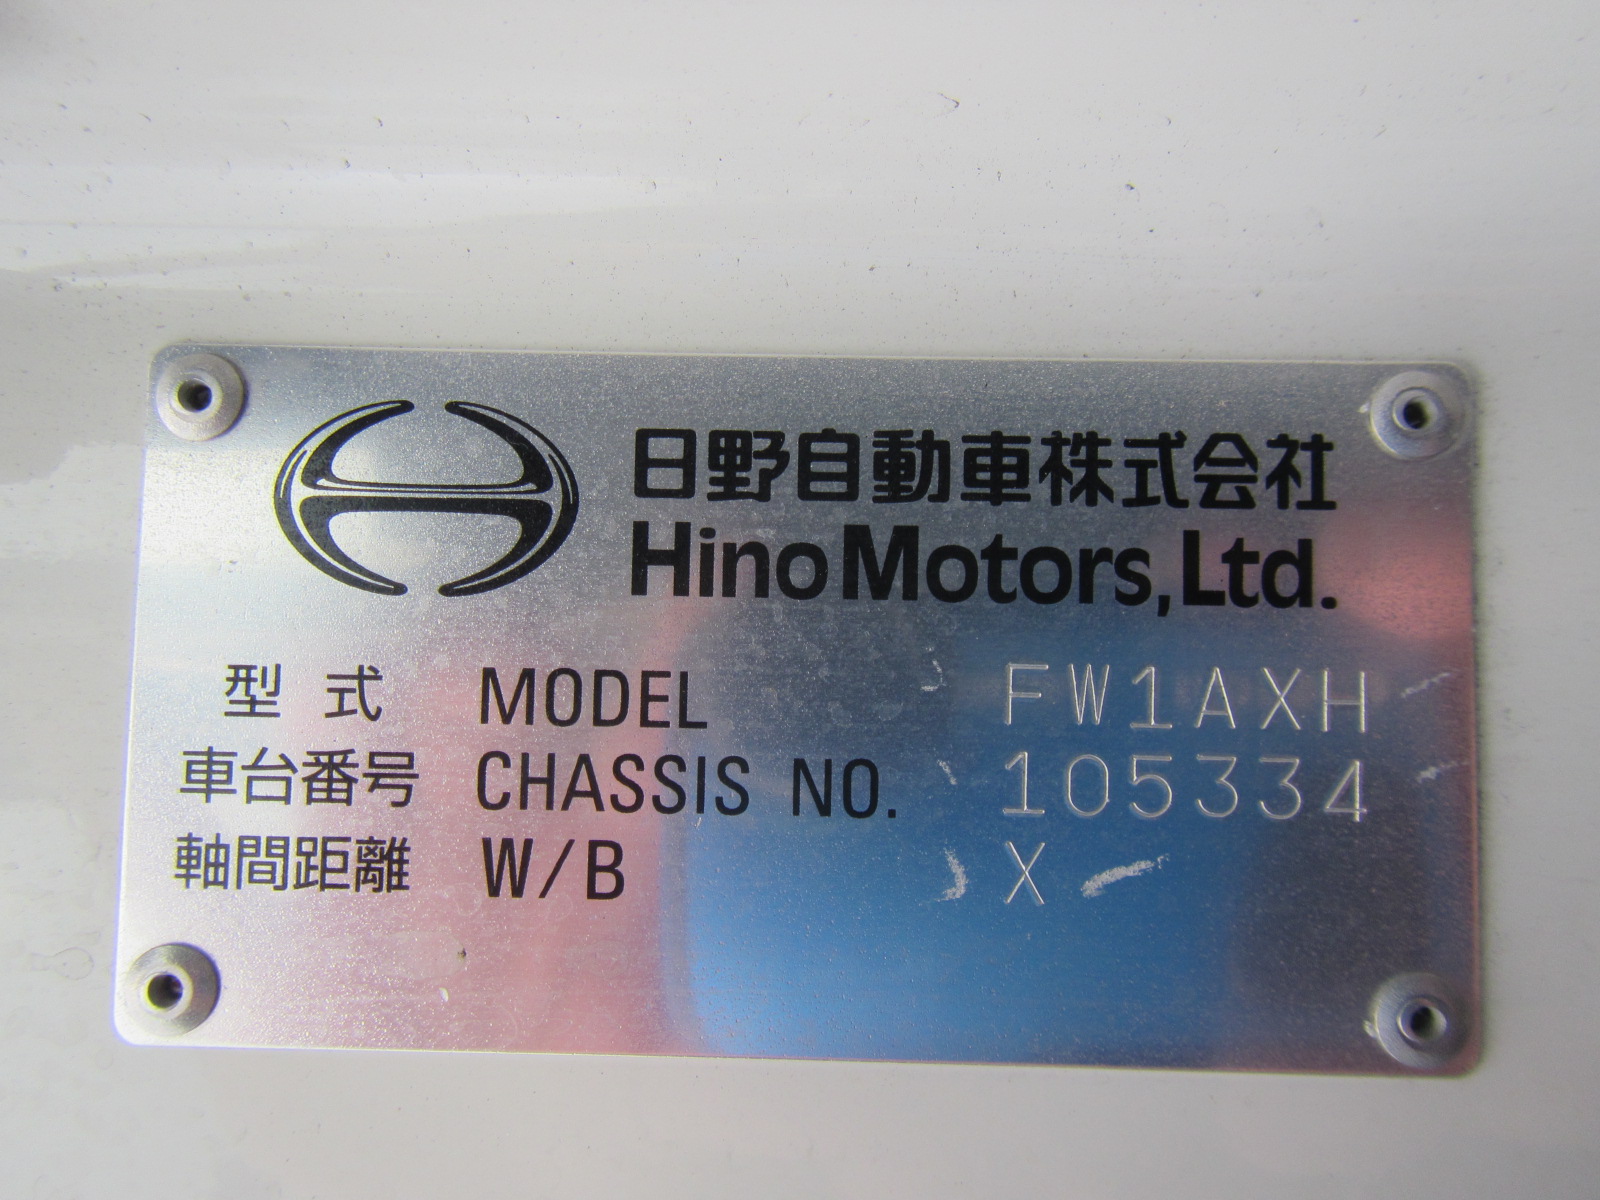 日野自動車株式会社
Hino Motors, Ltd.
型 式 MODEL FW1AXH
車台番号 CHASSIS NO. 105334
軸間距離 W/B X